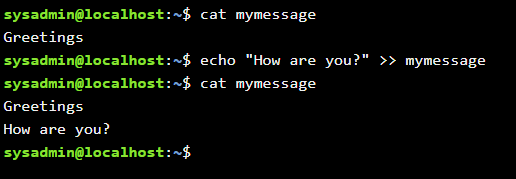 sysadmin@localhost:~$ cat mymessage
Greetings
sysadmin@localhost:~$ echo "How are you?" >> mymessage
sysadmin@localhost:~$ cat mymessage
Greetings
How are you?
sysadmin@localhost:~$